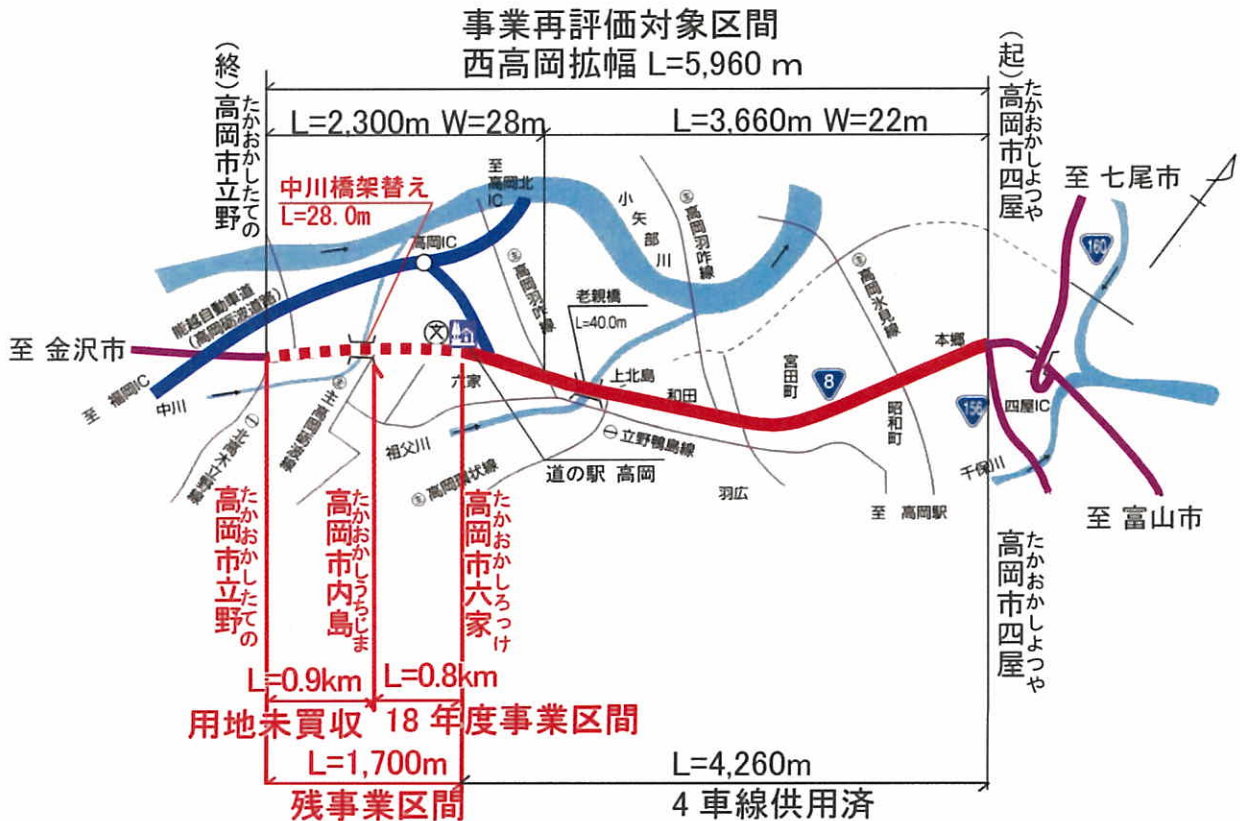 事業再評価対象区間
西高岡拡幅 L=5,960 m
(終)高岡市立野
たかおかしたての
(起)高岡市四屋
たかおかしよつや
L=2,300m W=28m
L=3,660m W=22m
中川橋架替え
L=28.0m
至 高岡北IC
小矢部川
主 高岡羽咋線
至 七尾市
160
高岡IC
主 高岡羽咋線
主 高岡氷見線
能越自動車道
(高岡砺波道路)
老親橋
L=40.0m
文
至 金沢市
本郷
六家
上北島
宮田町
8
和田
至 福岡IC
中川
156
四屋IC
昭和町
祖父川
一 立野鴨島線
千保川
主 高岡環状線
道の駅 高岡
羽広
至 高岡駅
至 富山市
高岡市立野
たかおかしたての
高岡市内島
たかおかしうちじま
高岡市六家
たかおかしろっけ
高岡市四屋
たかおかしよつや
L=0.9km
L=0.8km
用地未買収
18 年度事業区間
L=1,700m
L=4,260m
残事業区間
4 車線供用済